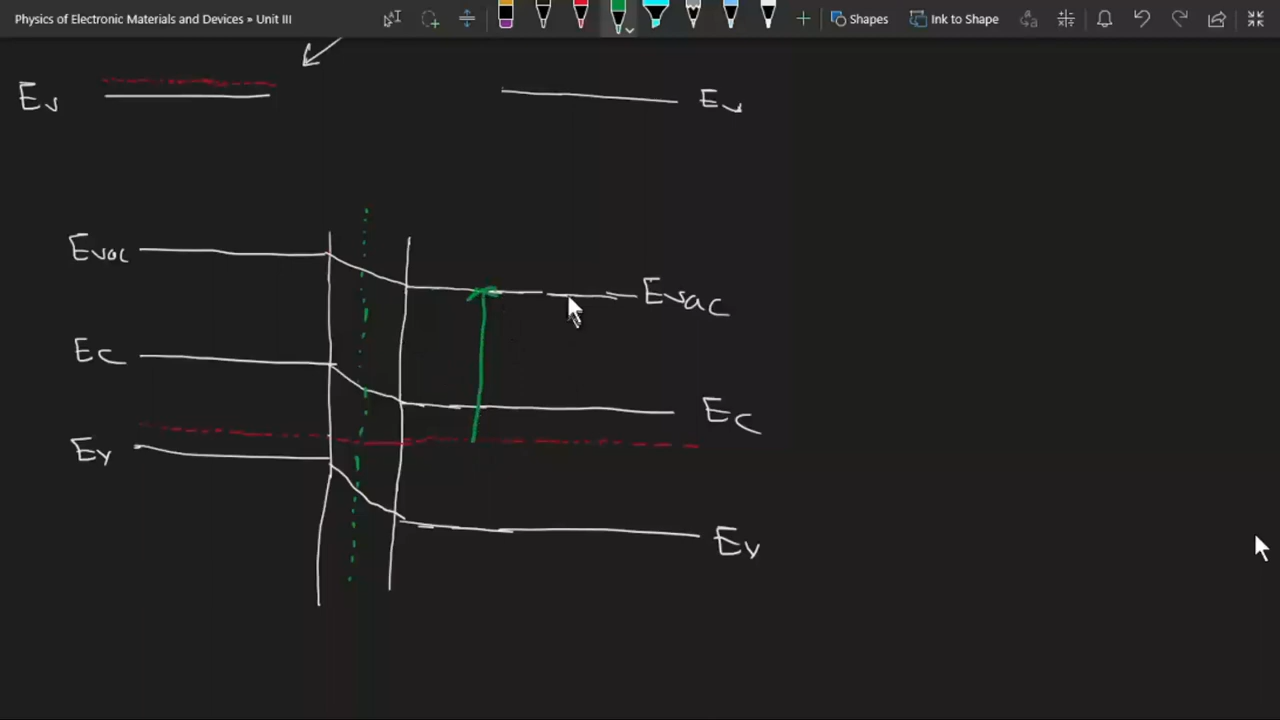 Physics of Electronic Materials and Devices » Unit III
Shapes
Ink to Shape
Ev
Ev
Evac
Evac
Ec
Ec
Ev
Ev